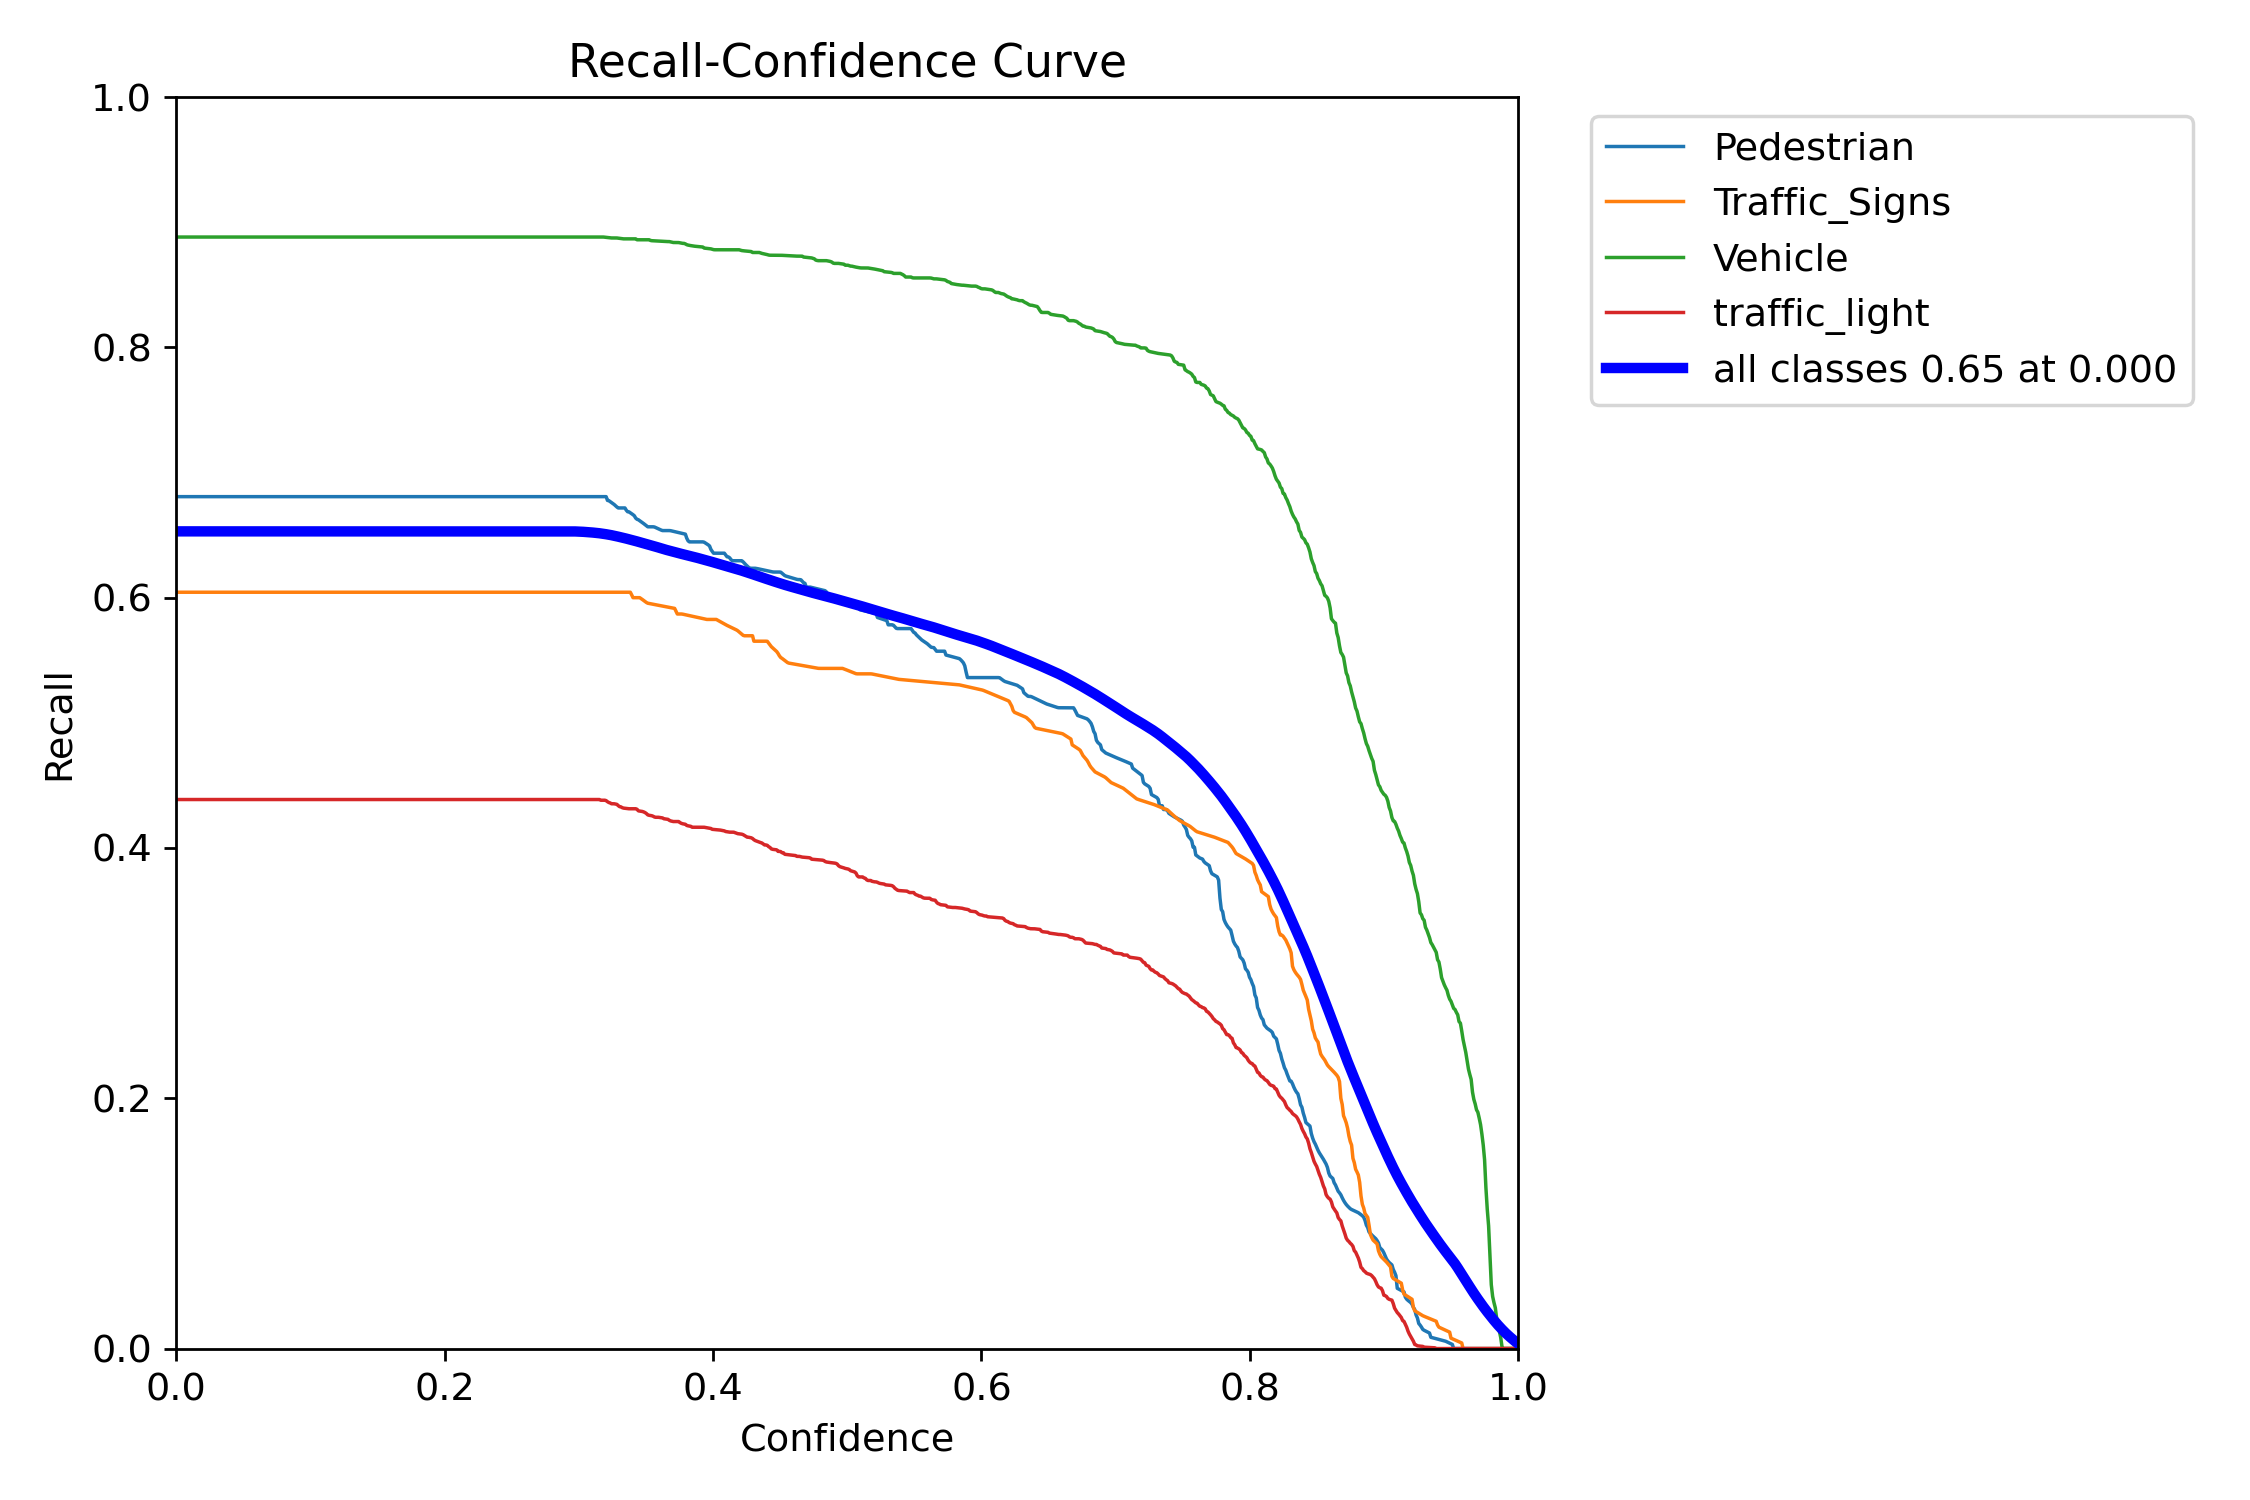 Recall-Confidence Curve
1.0
0.8
0.6
0.4
0.2
0.0
Recall
0.0 0.2 0.4 0.6 0.8 1.0
Confidence
Pedestrian
Traffic_Signs
Vehicle
traffic_light
all classes 0.65 at 0.000